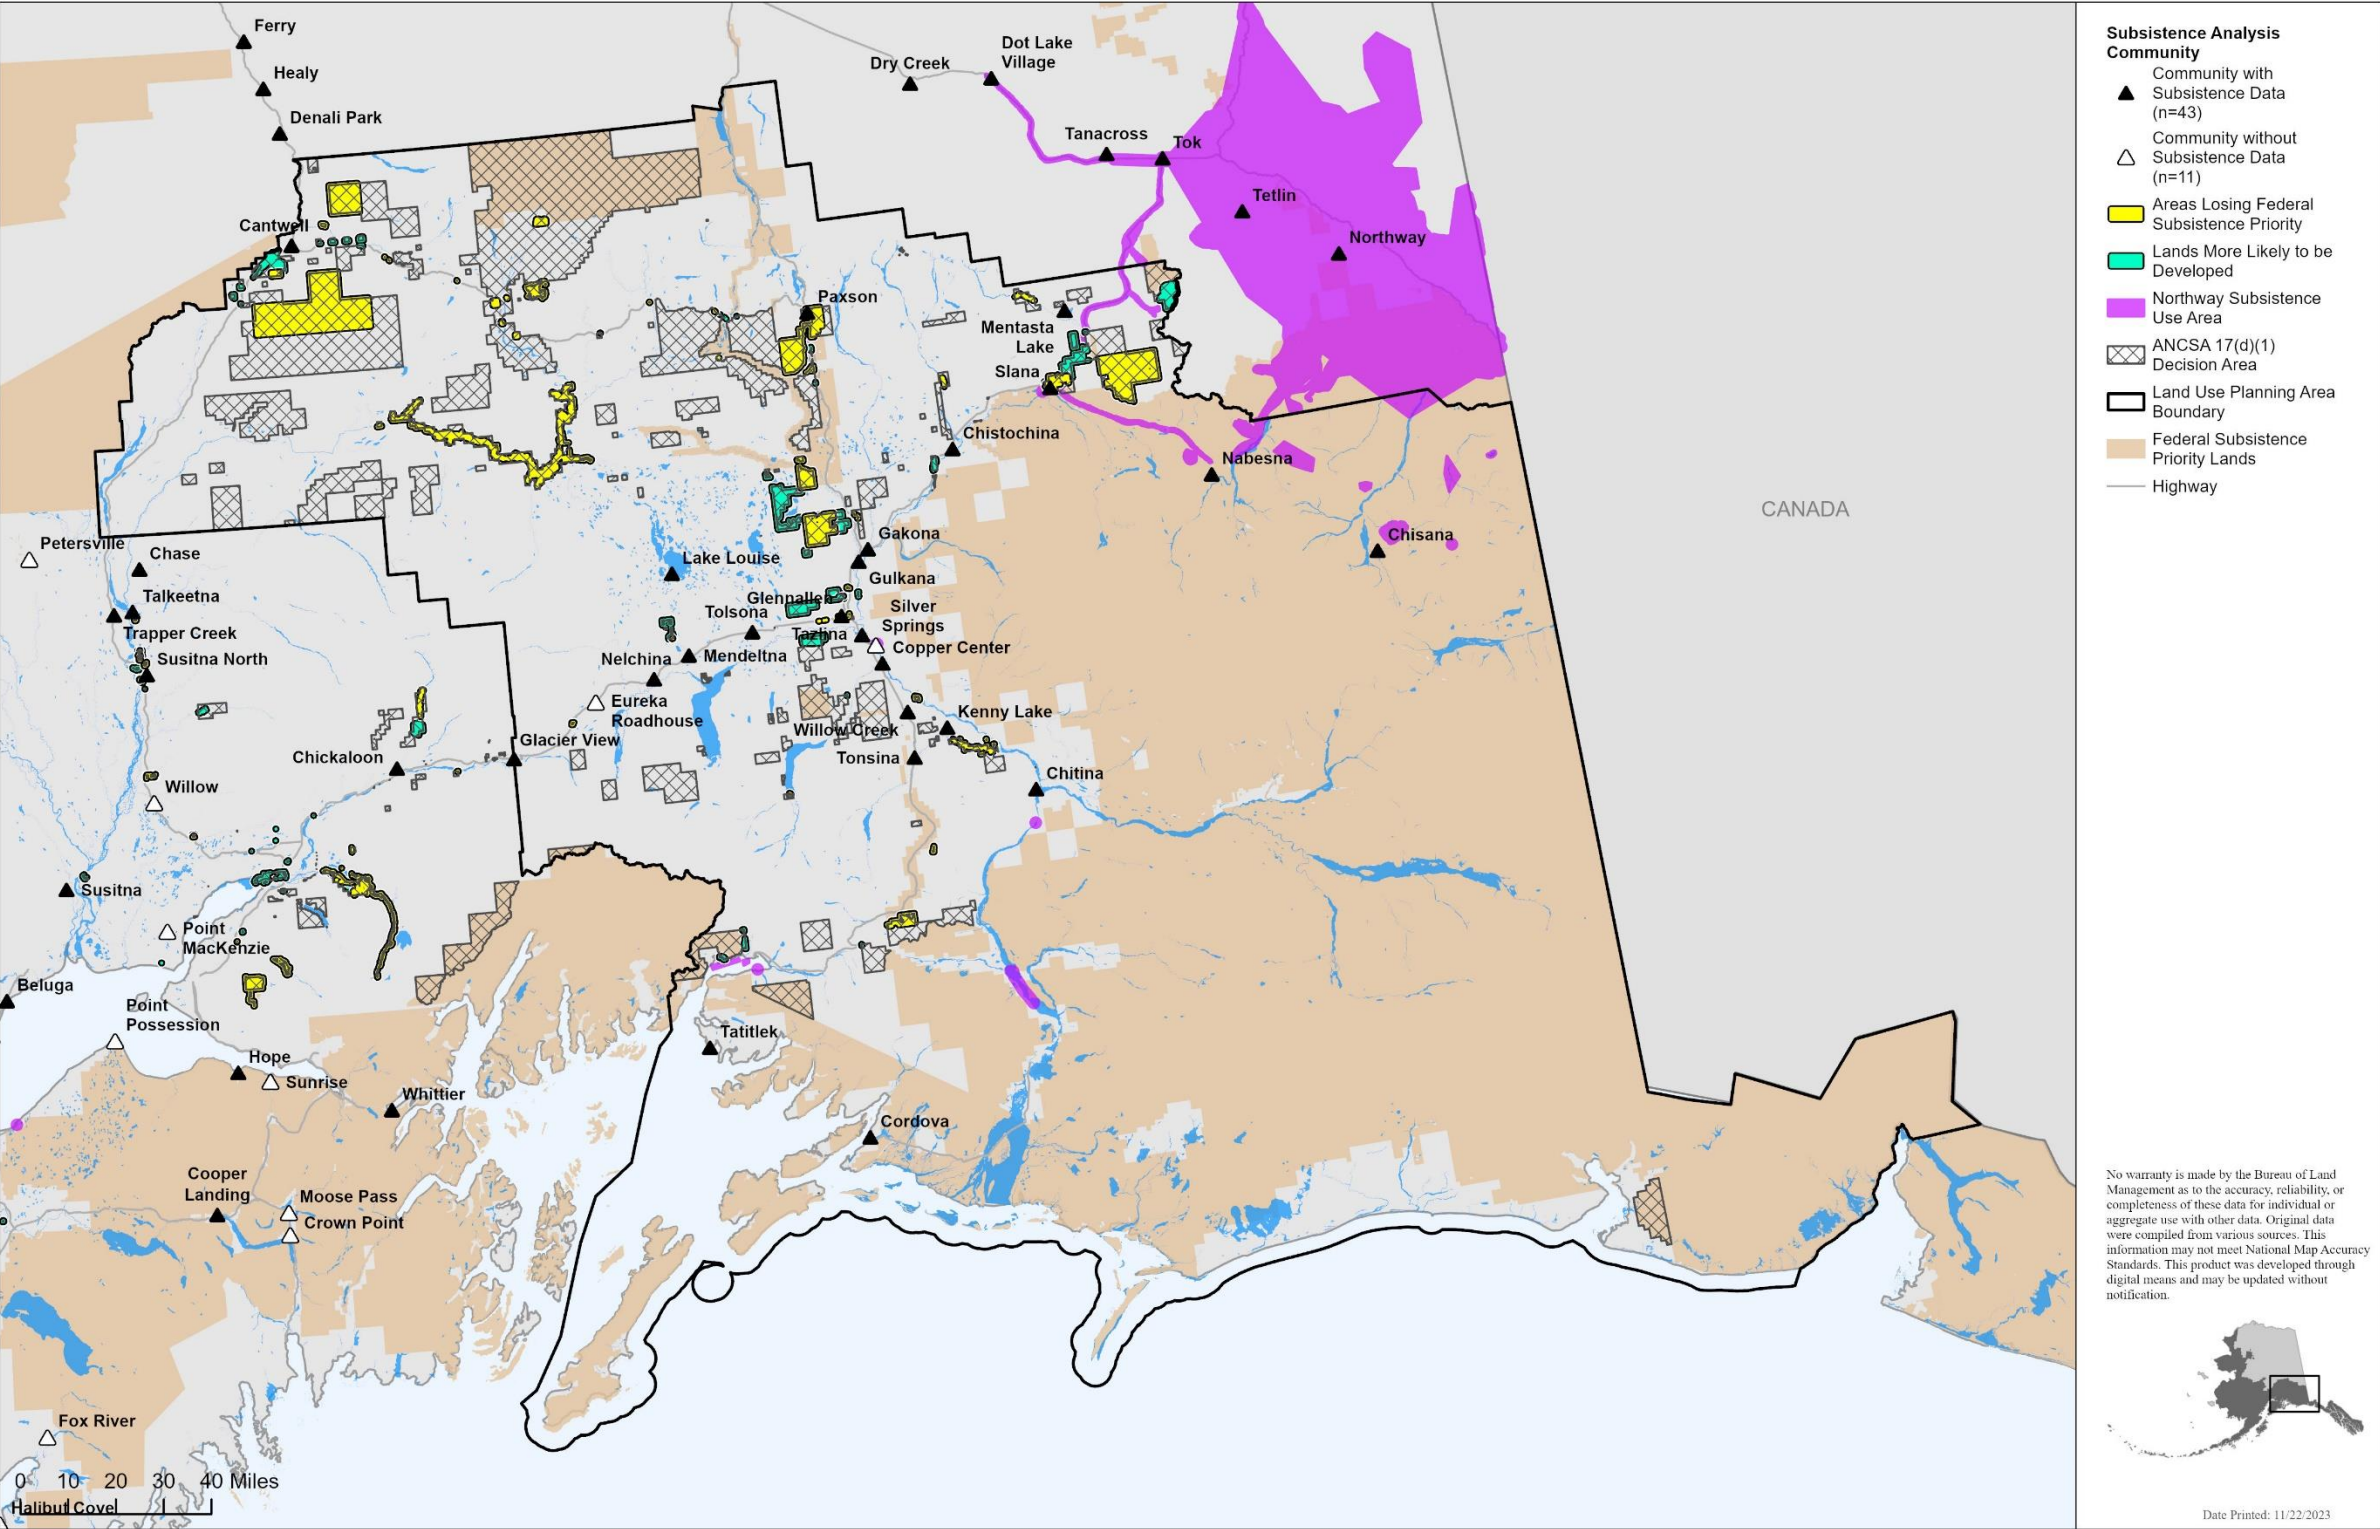 Ferry
Healy
Denali Park
Dry Creek
Dot Lake
Village
Tanacross
Tok
Tetlin
Northway
Cantwell
Paxson
Mentasta
Lake
Slana
Chistochina
Nabesna
Chisana
CANADA
Petersville
Chase
Talkeetna
Trapper Creek
Susitna North
Lake Louise
Gakona
Gulkana
Glennallen
Tolsona
Silver
Springs
Tazlina
Copper Center
Nelchina
Mendeltna
Eureka
Roadhouse
Kenny Lake
Willow Creek
Glacier View
Chickaloon
Tonsina
Chitina
Willow
Susitna
Point
MacKenzie
Beluga
Point
Possession
Tatitlek
Hope
Sunrise
Whittier
Cordova
Cooper
Landing
Moose Pass
Crown Point
Fox River
0 10 20 30 40 Miles
Halibut Cove
Subsistence Analysis
Community
Community with
Subsistence Data
(n=43)
Community without
Subsistence Data
(n=11)
Areas Losing Federal
Subsistence Priority
Lands More Likely to be
Developed
Northway Subsistence
Use Area
ANCSA 17(d)(1)
Decision Area
Land Use Planning Area
Boundary
Federal Subsistence
Priority Lands
Highway
No warranty is made by the Bureau of Land
Management as to the accuracy, reliability, or
completeness of these data for individual or
aggregate use with other data. Original data
were compiled from various sources. This
information may not meet National Map Accuracy
Standards. This product was developed through
digital means and may be updated without
notification.
Date Printed: 11/22/2023